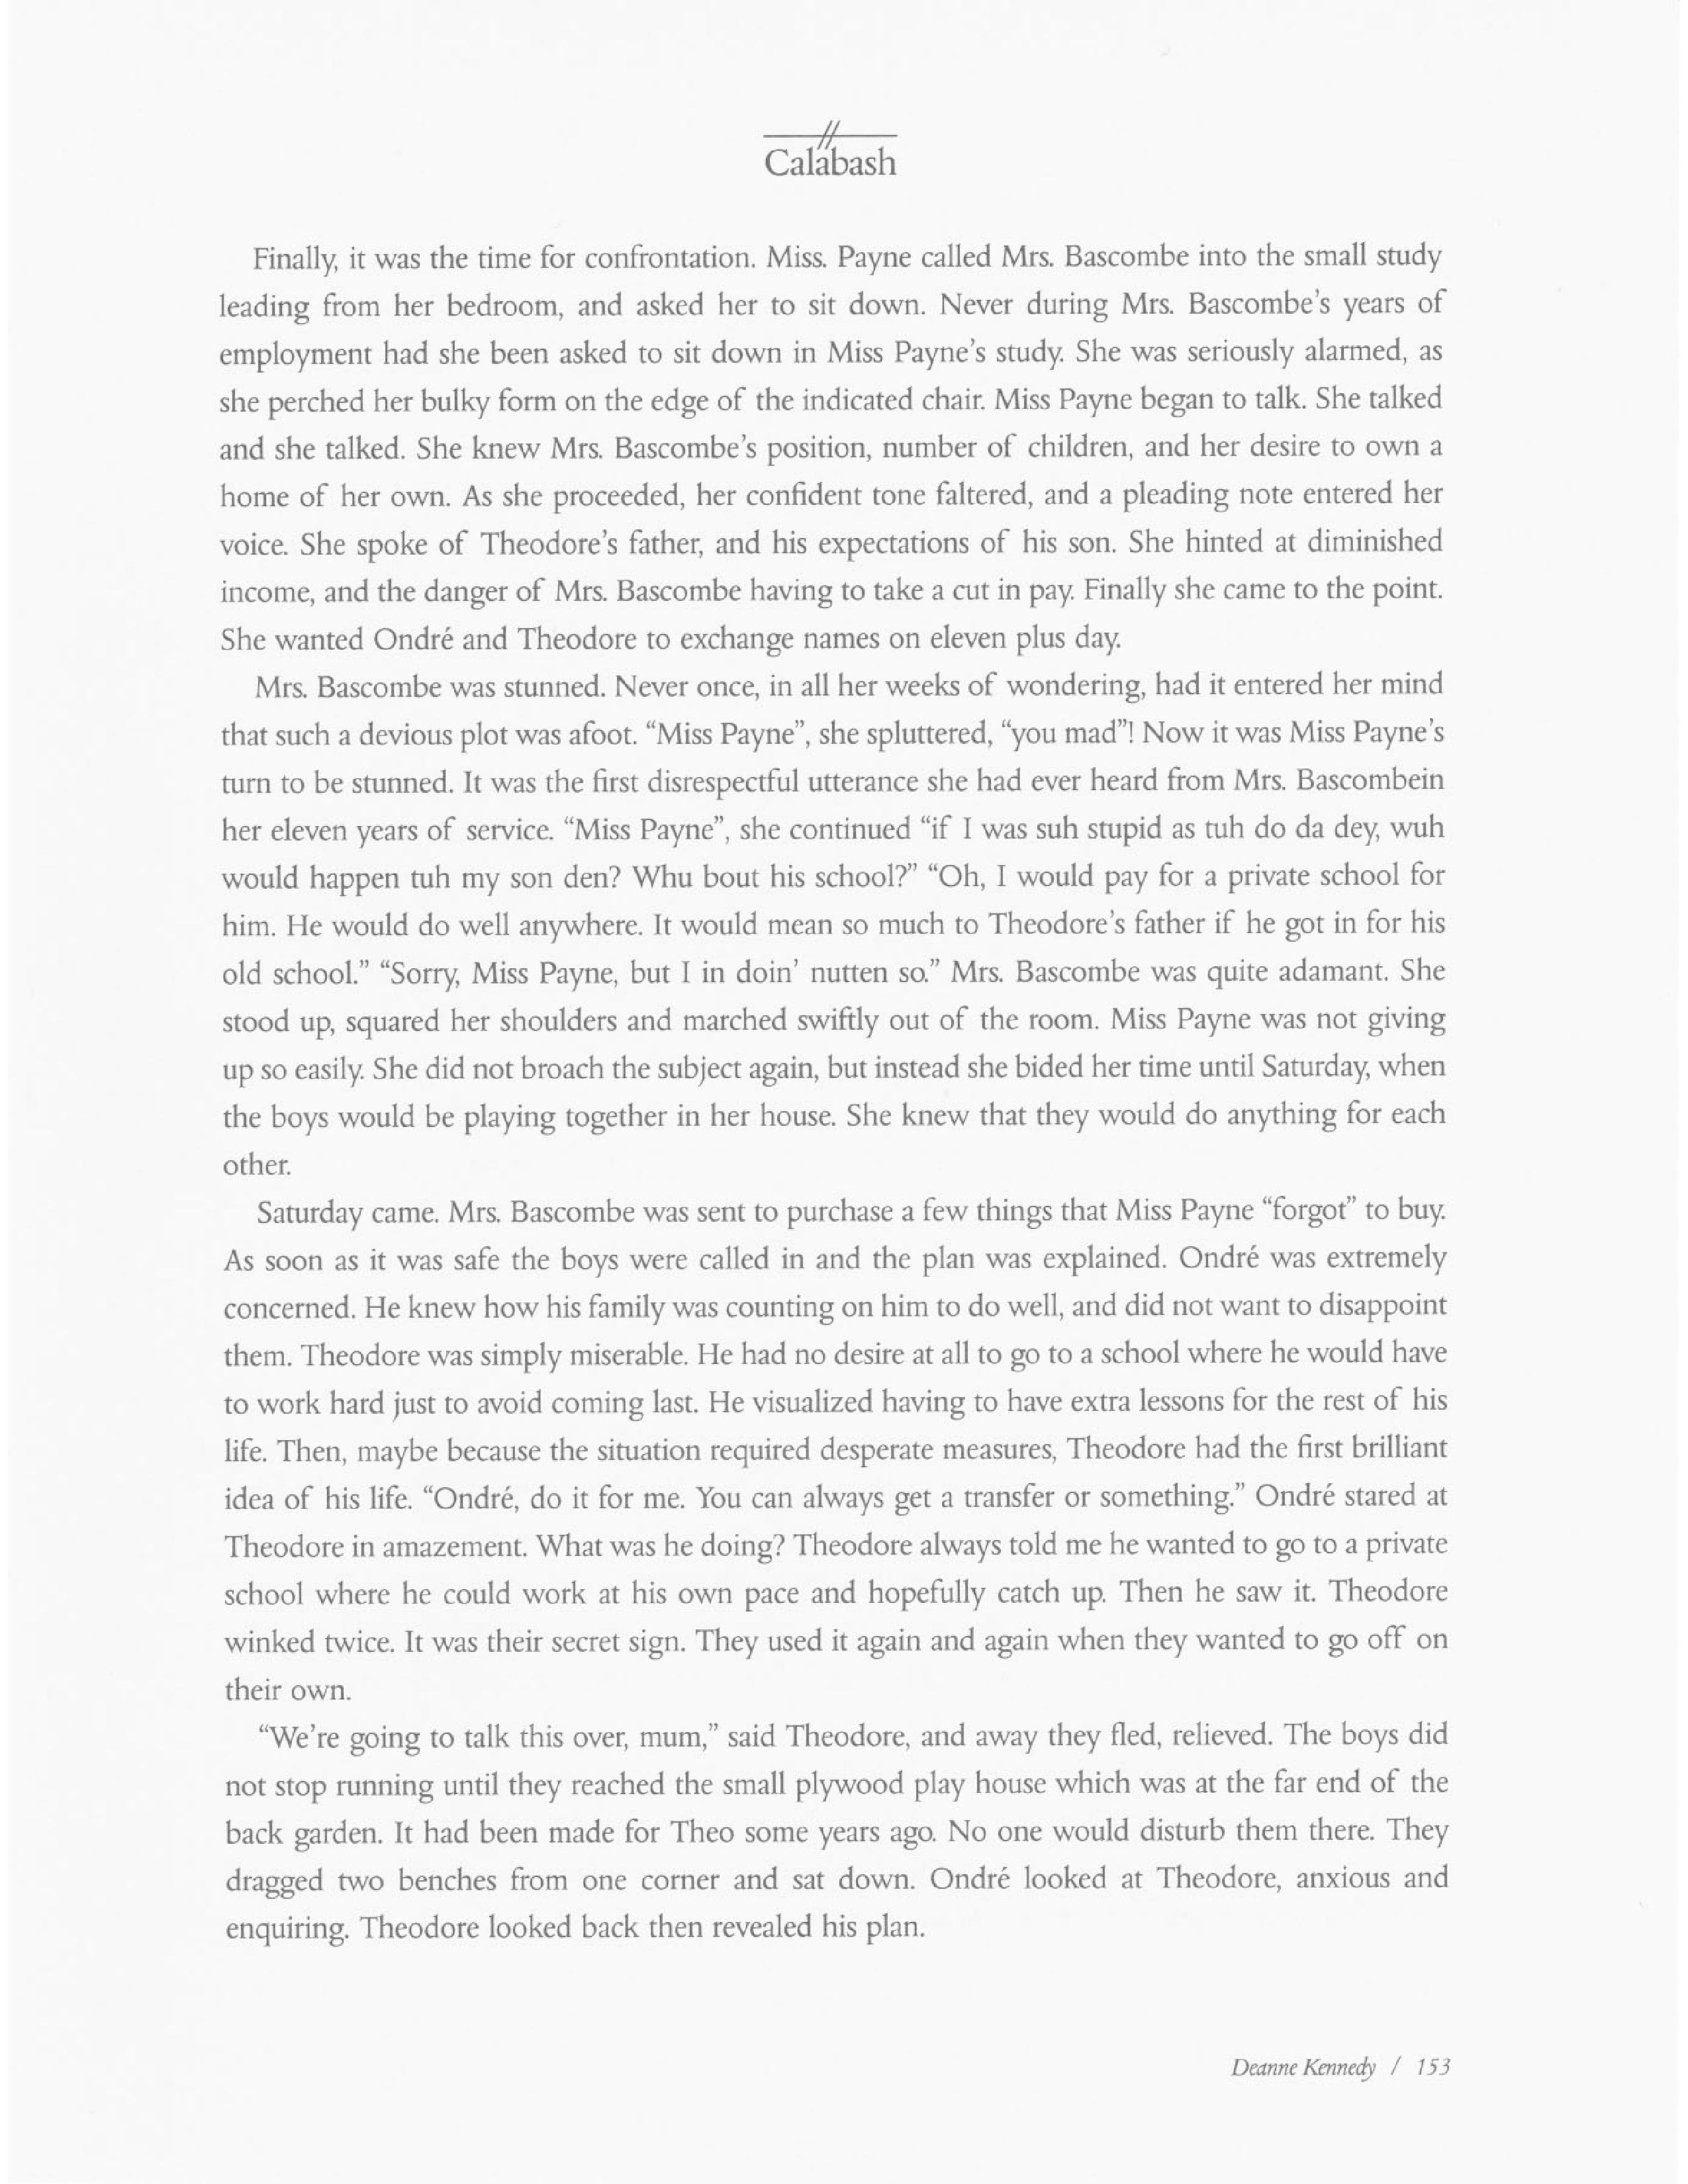 Calabash
Finally, it was the time for confrontation. Miss. Payne called Mrs. Bascombe into the small study
leading from her bedroom, and asked her to sit down. Never during Mrs. Bascombe's years of
employment had she been asked to sit down in Miss Payne's study. She was seriously alarmed, as
she perched her bulky form on the edge of the indicated chair. Miss Payne began to talk. She talked
and she talked. She knew Mrs. Bascombe's position, number of children, and her desire to own a
home of her own. As she proceeded, her confident tone faltered, and a pleading note entered her
voice. She spoke of Theodore's father, and his expectations of his son. She hinted at diminished
income, and the danger of Mrs. Bascombe having to take a cut in pay. Finally she came to the point.
She wanted Ondré and Theodore to exchange names on eleven plus day.
Mrs. Bascombe was stunned. Never once, in all her weeks of wondering, had it entered her mind
that such a devious plot was afoot. “Miss Payne”, she spluttered, “you mad”! Now it was Miss Payne's
turn to be stunned. It was the first disrespectful utterance she had ever heard from Mrs. Bascombein
her eleven years of service. “Miss Payne”, she continued “if I was suh stupid as tuh do da dey, wuh
would happen tuh my son den? Whu bout his school?” “Oh, I would pay for a private school for
him. He would do well anywhere. It would mean so much to Theodore's father if he got in for his
old school.” “Sorry, Miss Payne, but I in doin' nutten so.” Mrs. Bascombe was quite adamant. She
stood up, squared her shoulders and marched swiftly out of the room. Miss Payne was not giving
up so easily. She did not broach the subject again, but instead she bided her time until Saturday, when
the boys would be playing together in her house. She knew that they would do anything for each
other.
Saturday came. Mrs. Bascombe was sent to purchase a few things that Miss Payne “forgot” to buy.
As soon as it was safe the boys were called in and the plan was explained. Ondré was extremely
concerned. He knew how his family was counting on him to do well, and did not want to disappoint
them. Theodore was simply miserable. He had no desire at all to go to a school where he would have
to work hard just to avoid coming last. He visualized having to have extra lessons for the rest of his
life. Then, maybe because the situation required desperate measures, Theodore had the first brilliant
idea of his life. “Ondré, do it for me. You can always get a transfer or something.” Ondré stared at
Theodore in amazement. What was he doing? Theodore always told me he wanted to go to a private
school where he could work at his own pace and hopefully catch up. Then he saw it. Theodore
winked twice. It was their secret sign. They used it again and again when they wanted to go off on
their own.
“We're going to talk this over, mum,” said Theodore, and away they fled, relieved. The boys did
not stop running until they reached the small plywood play house which was at the far end of the
back garden. It had been made for Theo some years ago. No one would disturb them there. They
dragged two benches from one corner and sat down. Ondré looked at Theodore, anxious and
enquiring. Theodore looked back then revealed his plan.
Deanne Kennedy / 153